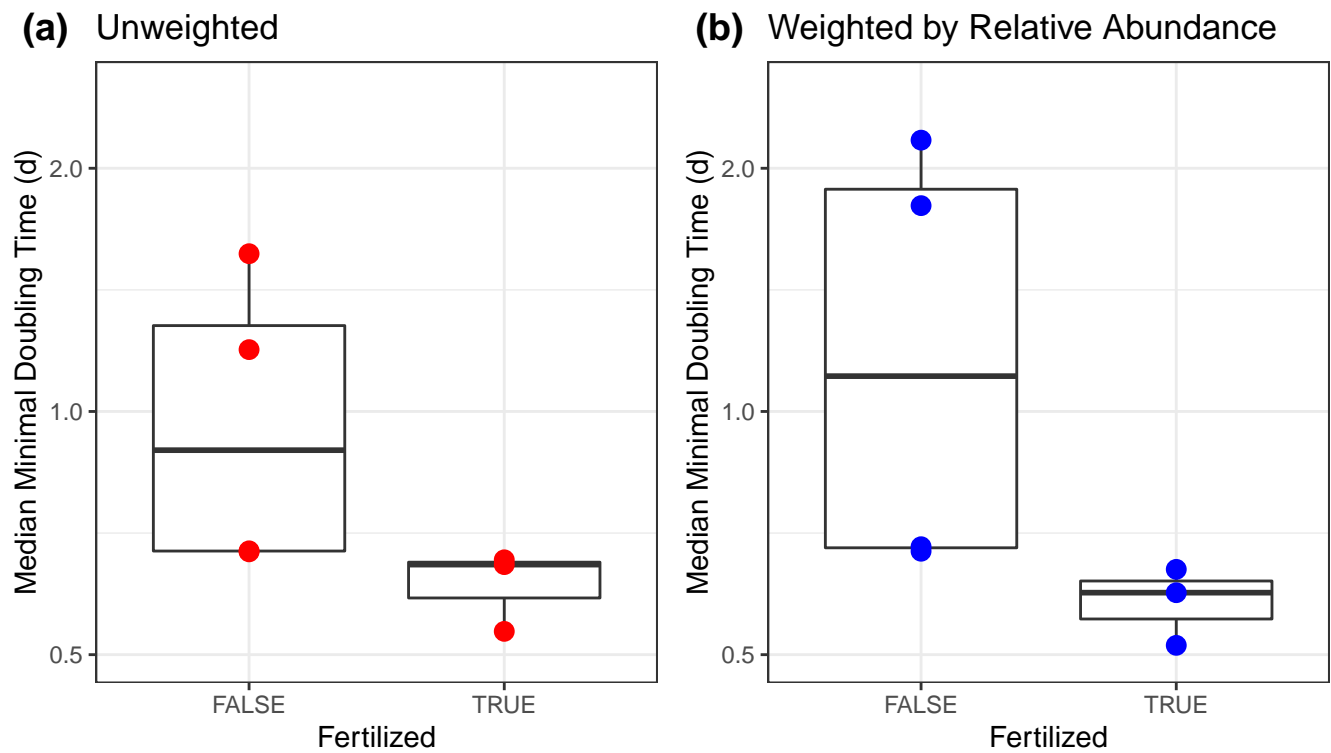 (a) Unweighted
Median Minimal Doubling Time (d)
2.0
1.0
0.5
FALSE TRUE
Fertilized
(b) Weighted by Relative Abundance
Median Minimal Doubling Time (d)
2.0
1.0
0.5
FALSE TRUE
Fertilized